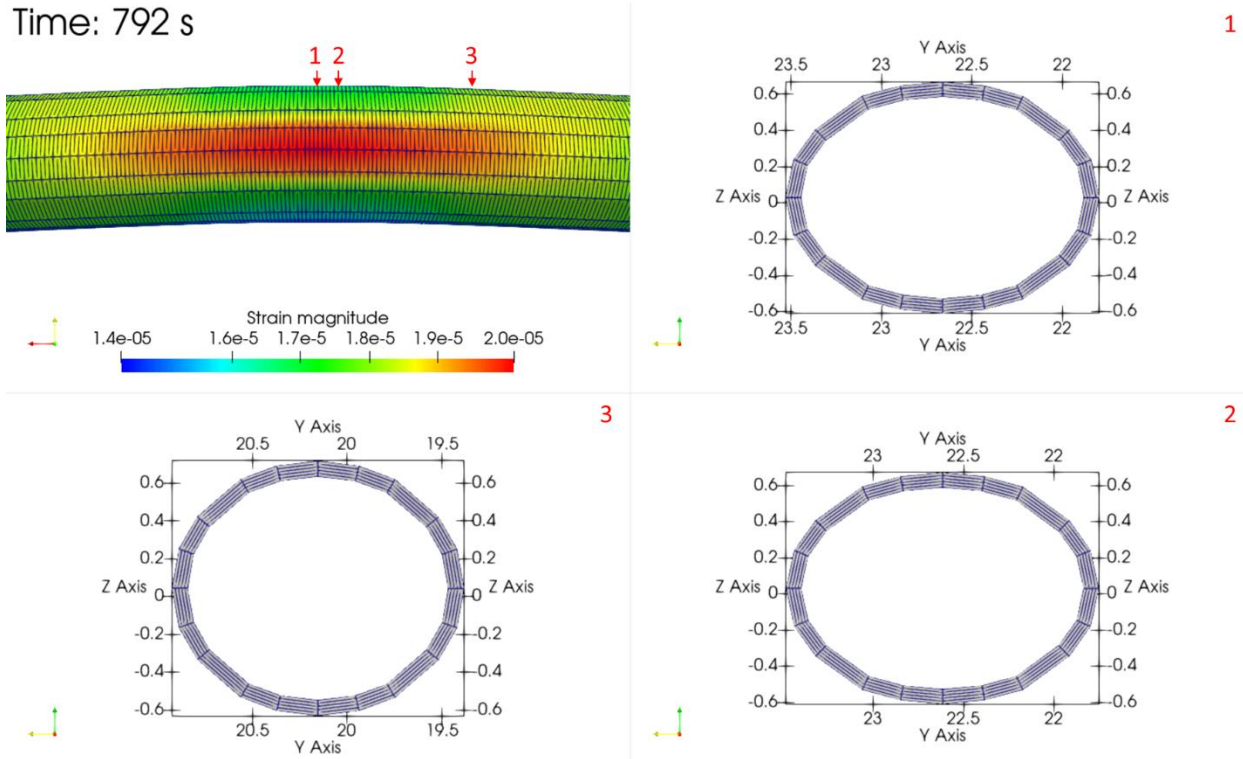 Time: 792 s
1 2 3
Strain magnitude
1.4e-05 1.6e-5 1.7e-5 1.8e-5 1.9e-5 2.0e-05
1
Y Axis
23.5 23 22.5 22
0.6 0.6
0.4 0.4
0.2 0.2
Z Axis 0 0 Z Axis
-0.2 -0.2
-0.4 -0.4
-0.6 -0.6
23.5 23 22.5 22
Y Axis
3
Y Axis
20.5 20 19.5
0.6 0.6
0.4 0.4
0.2 0.2
Z Axis 0 0 Z Axis
-0.2 -0.2
-0.4 -0.4
-0.6 -0.6
20.5 20 19.5
Y Axis
2
Y Axis
23 22.5 22
0.6 0.6
0.4 0.4
0.2 0.2
Z Axis 0 0 Z Axis
-0.2 -0.2
-0.4 -0.4
-0.6 -0.6
23 22.5 22
Y Axis